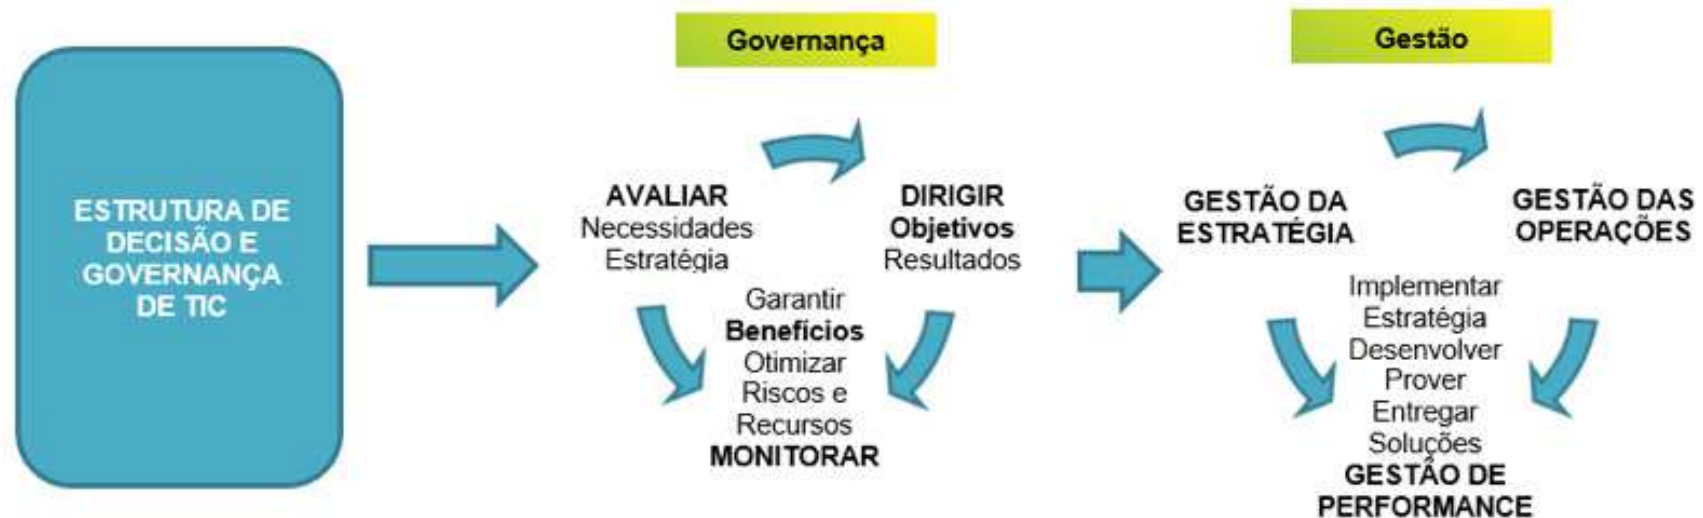 ESTRUTURA DE
DECISÃO E
GOVERNANÇA
DE TIC
Governança
AVALIAR
Necessidades
Estratégia
DIRIGIR
Objetivos
Resultados
Garantir
Benefícios
Otimizar
Riscos e
Recursos
MONITORAR
Gestão
GESTÃO DA
ESTRATÉGIA
GESTÃO DAS
OPERAÇÕES
Implementar
Estratégia
Desenvolver
Prover
Entregar
Soluções
GESTÃO DE
PERFORMANCE